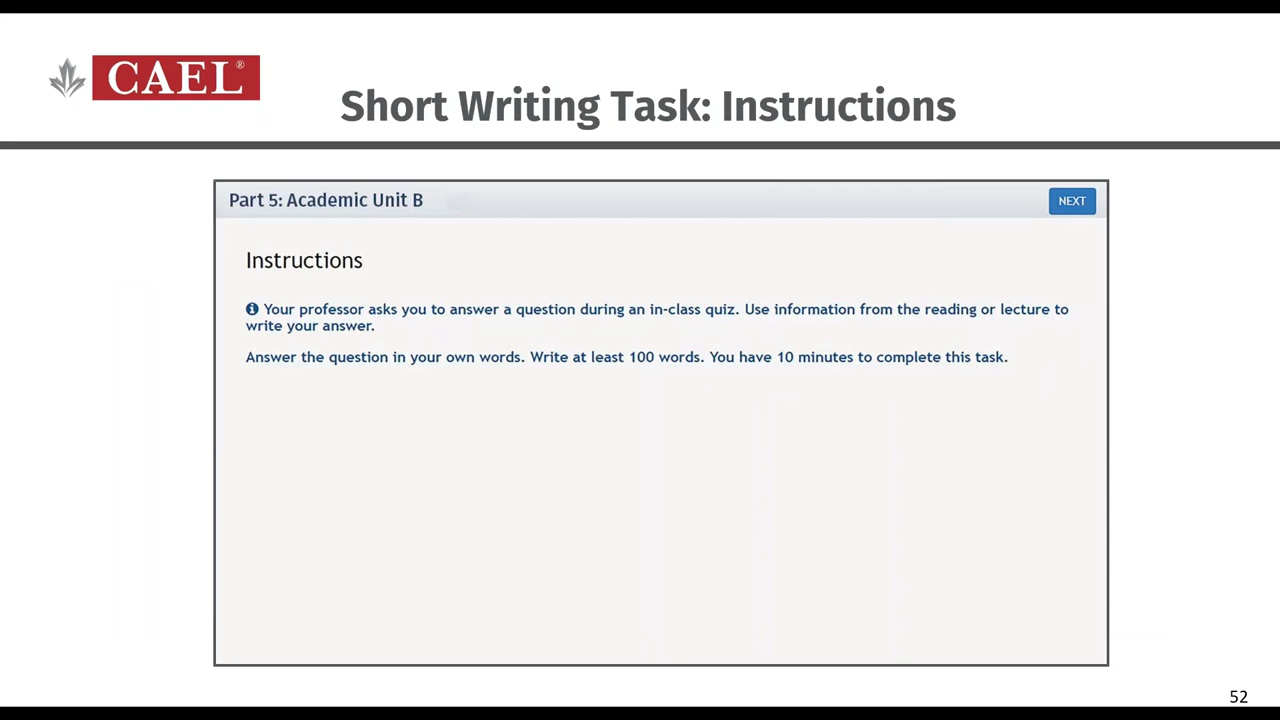 CAEL®
Short Writing Task: Instructions
Part 5: Academic Unit B
NEXT
Instructions
Your professor asks you to answer a question during an in-class quiz. Use information from the reading or lecture to
write your answer.
Answer the question in your own words. Write at least 100 words. You have 10 minutes to complete this task.
52